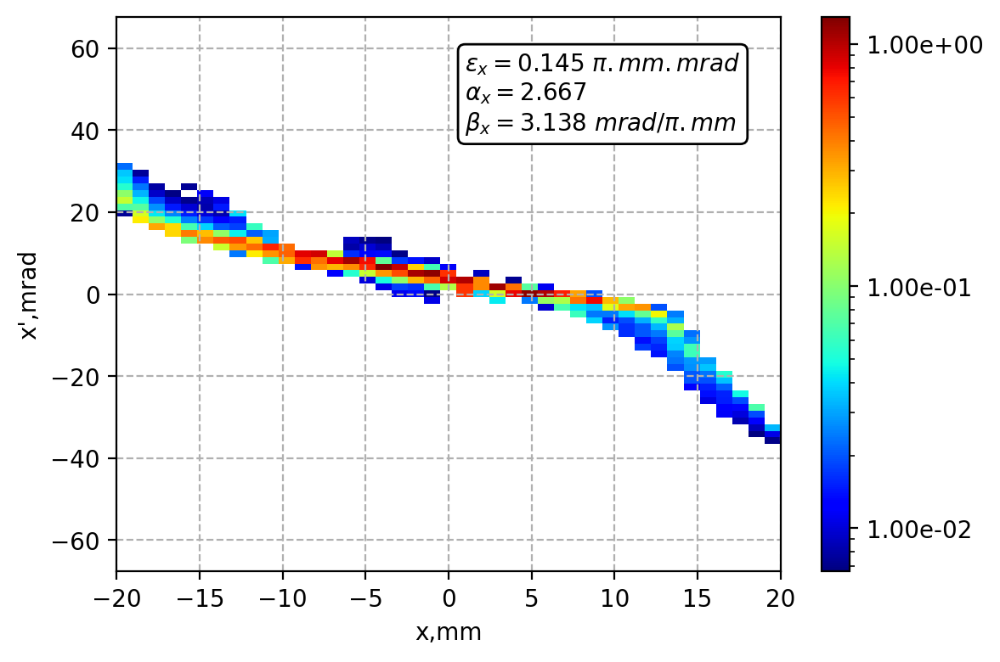 60
40
20
0
−20
−40
−60
x',mrad
εₓ = 0.145 π.mm.mrad
αₓ = 2.667
βₓ = 3.138 mrad/π.mm
1.00e+00
1.00e-01
1.00e-02
−20 −15 −10 −5 0 5 10 15 20
x,mm